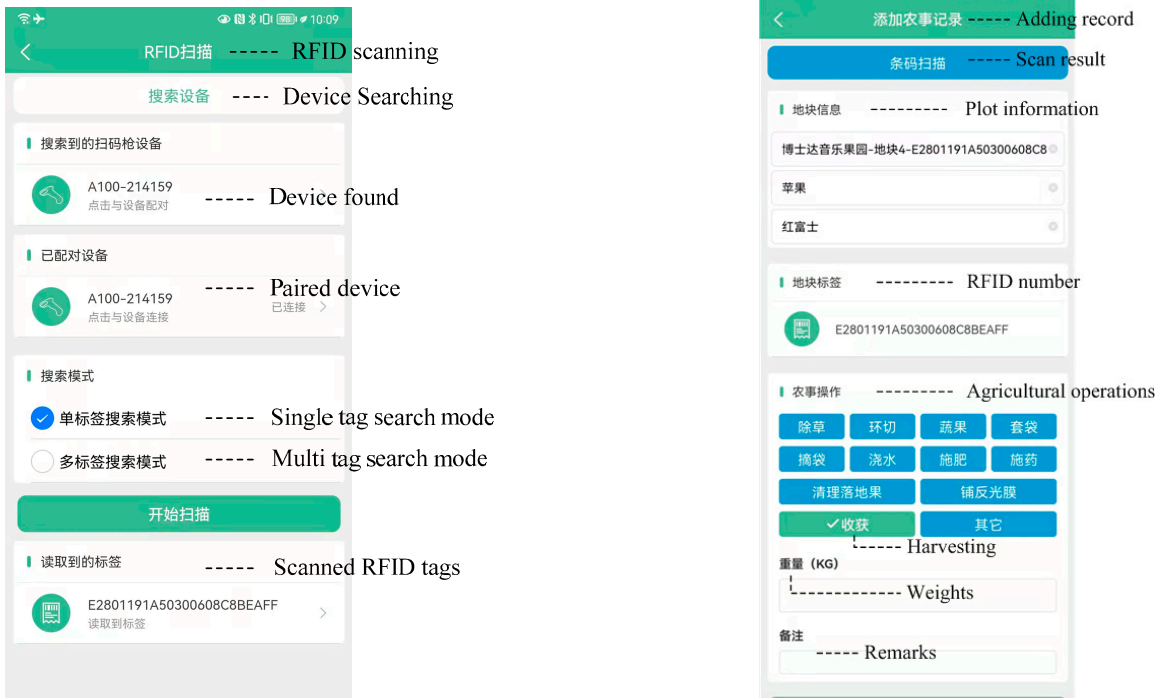 98 10:09
RFID扫描 ----- RFID scanning
搜索设备 ---- Device Searching
搜索到的扫码枪设备
A100-214159
点击与设备配对
----- Device found
已配对设备
A100-214159
点击与设备连接
----- Paired device
已连接
搜索模式
单标签搜索模式 ----- Single tag search mode
多标签搜索模式 ----- Multi tag search mode
开始扫描
读取到的标签 ----- Scanned RFID tags
E2801191A50300608C8BEAFF
读取到标签
添加农事记录 ----- Adding record
条码扫描 ----- Scan result
地块信息 --------- Plot information
博士达音乐果园-地块4-E2801191A50300608C8
苹果
红富士
地块标签 --------- RFID number
E2801191A50300608C8BEAFF
农事操作 --------- Agricultural operations
除草 环切 蔬果 套袋
摘袋 浇水 施肥 施药
清理落地果 铺反光膜
收获 其它
------ Harvesting
重量（KG）
------------- Weights
备注
----- Remarks